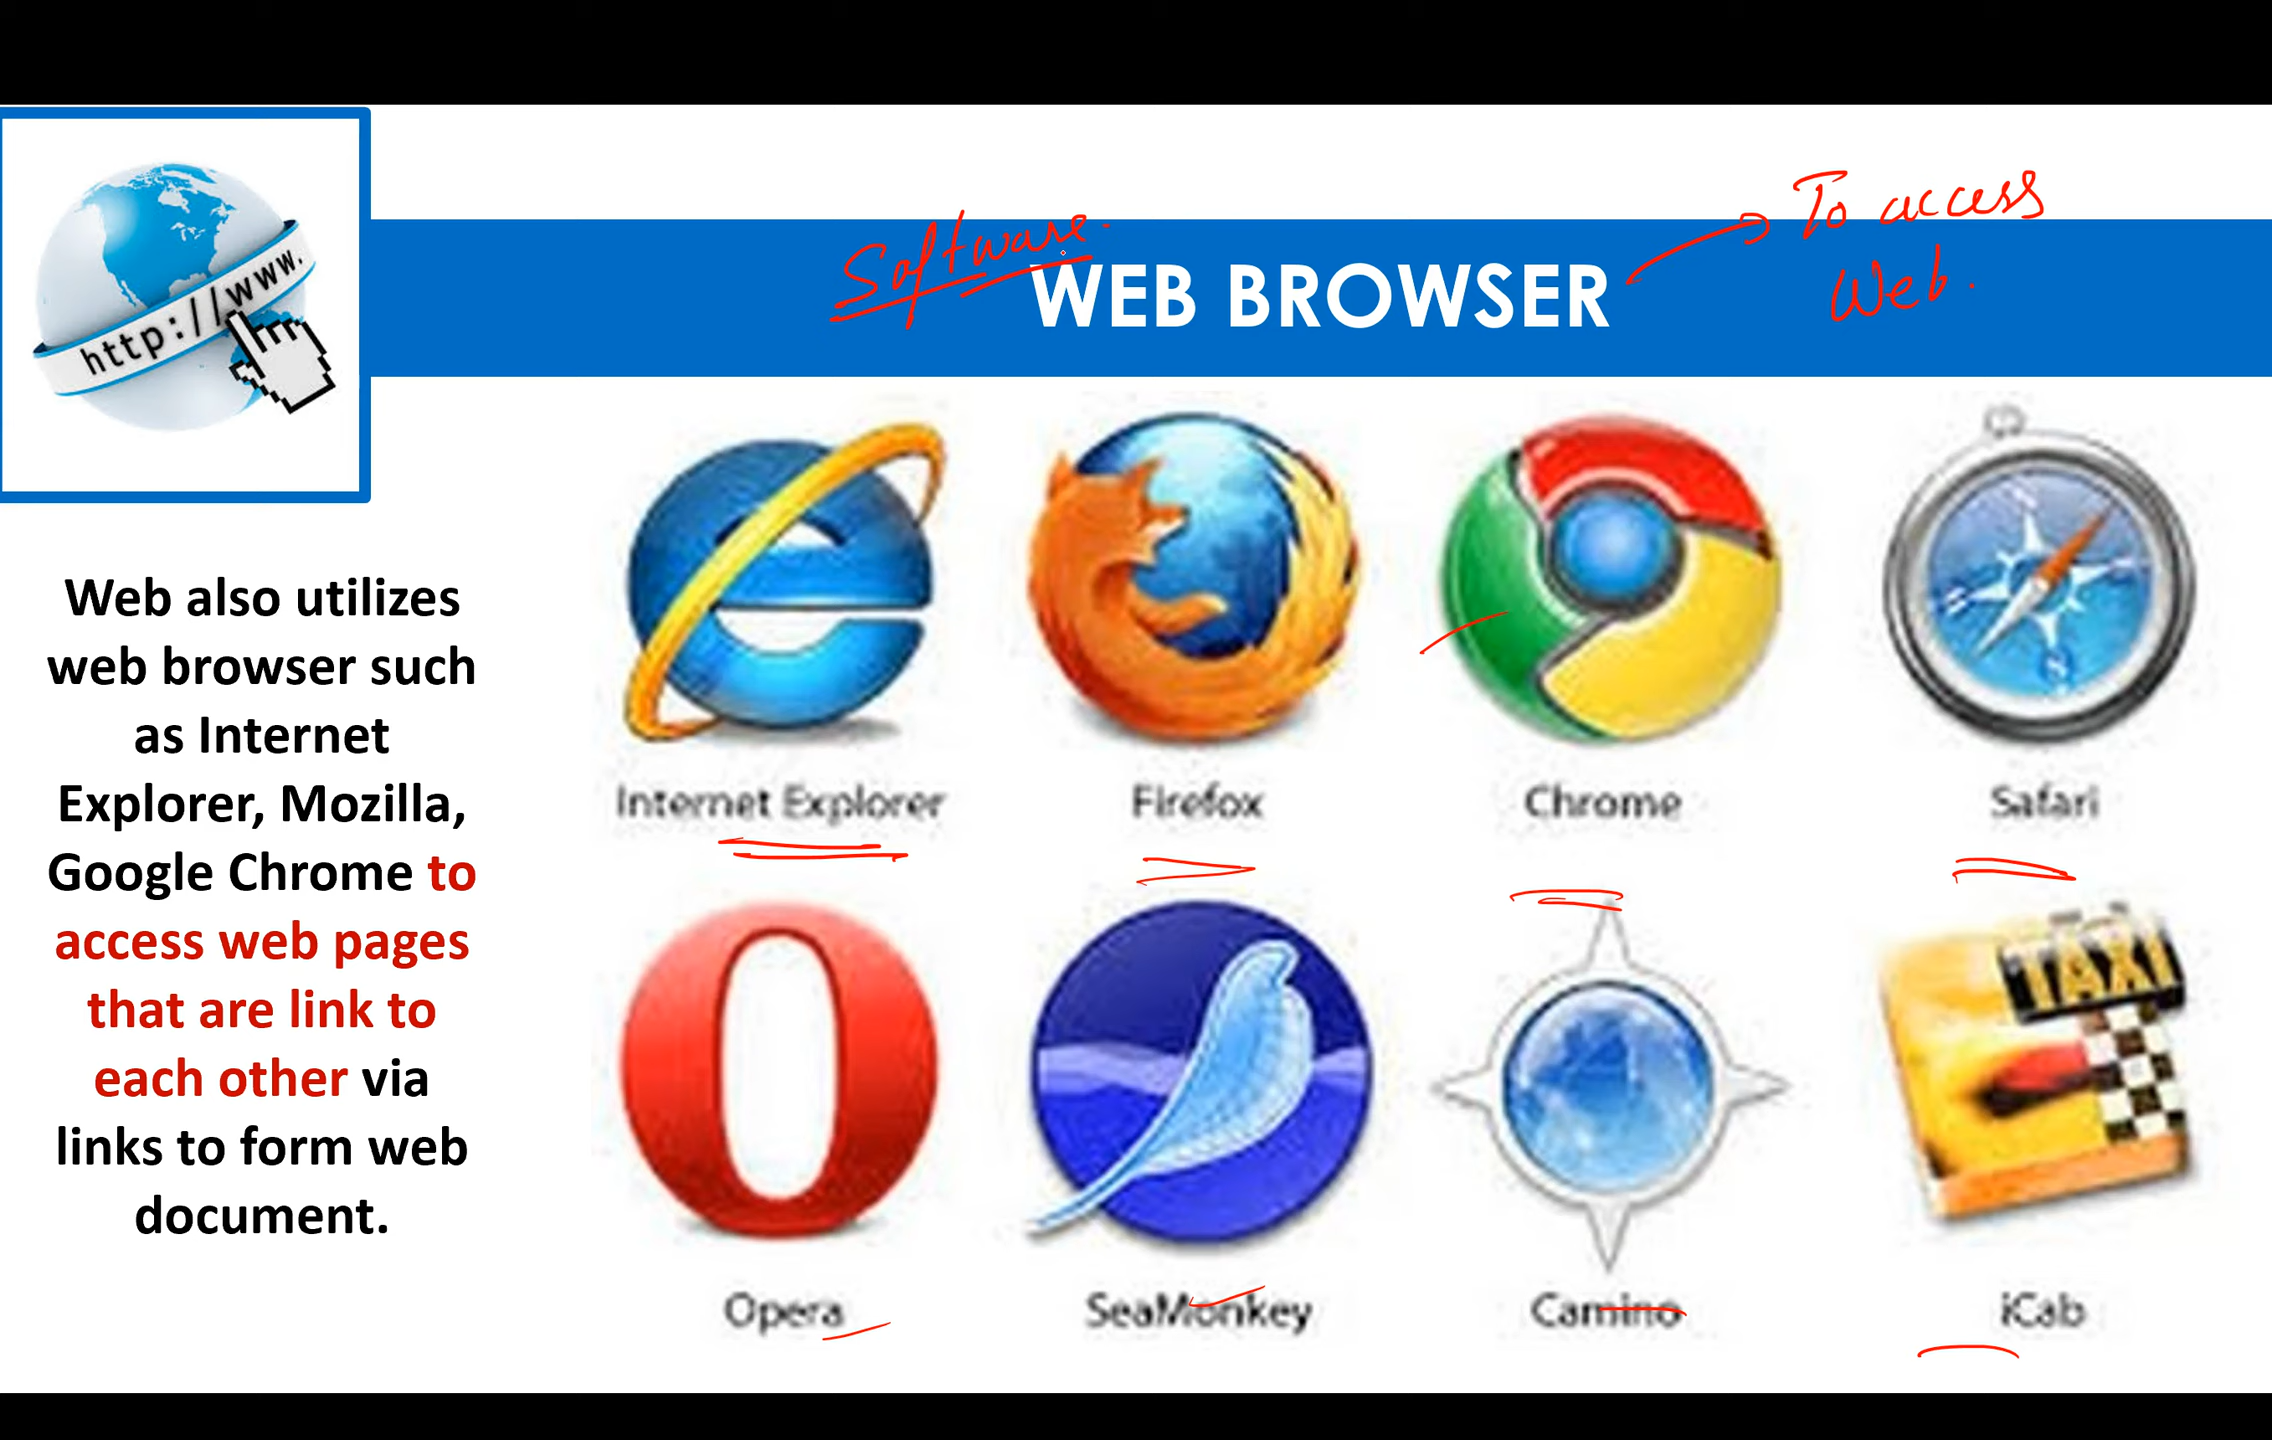 http://www.
Software.
WEB BROWSER
To access
Web.
Web also utilizes
web browser such
as Internet
Explorer, Mozilla,
Google Chrome to
access web pages
that are link to
each other via
links to form web
document.
Internet Explorer
Firefox
Chrome
Safari
TAXI
Opera
SeaMonkey
Camino
iCab